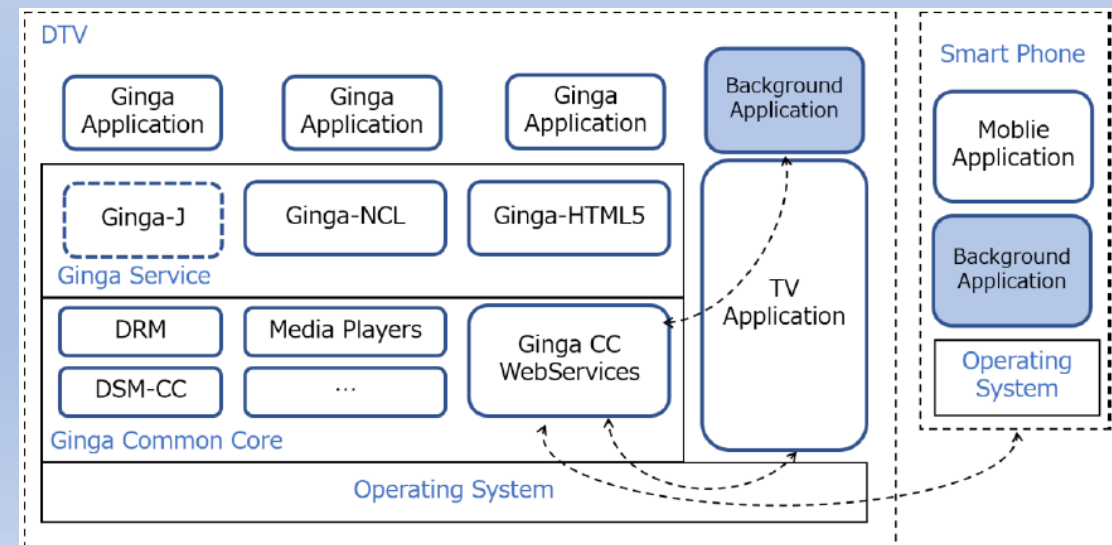 DTV
Ginga
Application
Ginga
Application
Ginga
Application
Background
Application
Ginga-J
Ginga-NCL
Ginga-HTML5
Ginga Service
DRM
Media Players
DSM-CC
...
Ginga CC
WebServices
Ginga Common Core
TV
Application
Operating System
Smart Phone
Moblie
Application
Background
Application
Operating
System